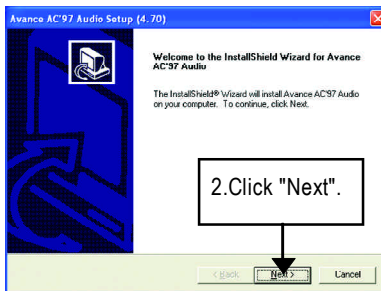 Avance AC'97 Audio Setup (4.70)
Welcome to the InstallShield Wizard for Avance
AC'97 Audio
The InstallShield® Wizard will install Avance AC'97 Audio
on your computer. To continue, click Next.
2.Click "Next".
< Back
Next >
Cancel